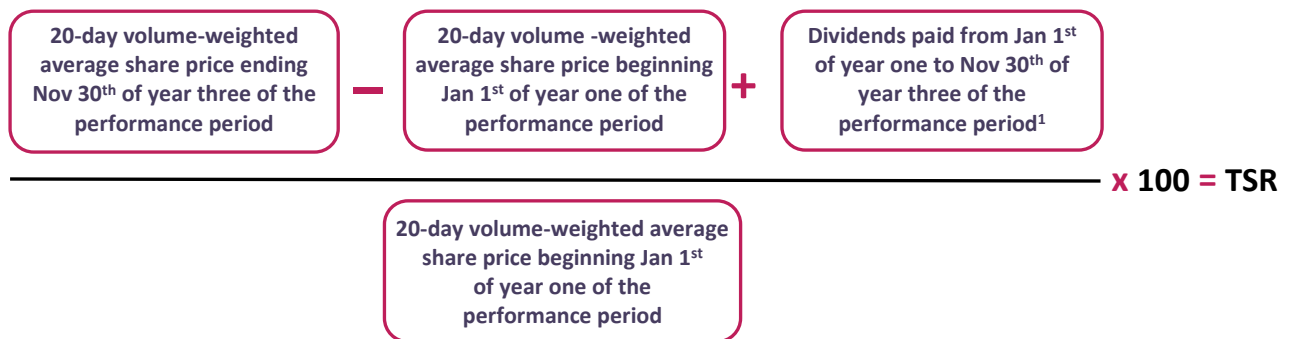 20-day volume-weighted
average share price ending
Nov 30th of year three of the
performance period
–
20-day volume -weighted
average share price beginning
Jan 1st of year one of the
performance period
+
Dividends paid from Jan 1st
of year one to Nov 30th of
year three of the
performance period1
x 100 = TSR
20-day volume-weighted average
share price beginning Jan 1st
of year one of the
performance period